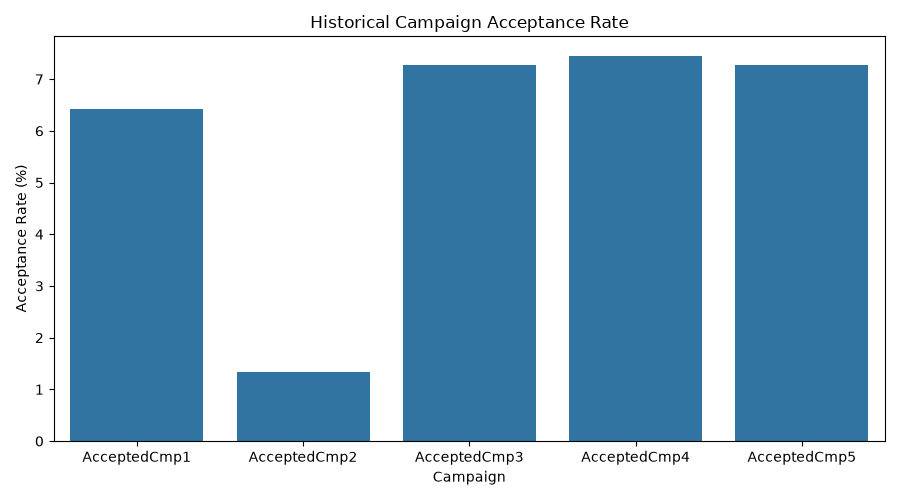 Historical Campaign Acceptance Rate
Acceptance Rate (%)
7
6
5
4
3
2
1
0
AcceptedCmp1 AcceptedCmp2 AcceptedCmp3 AcceptedCmp4 AcceptedCmp5
Campaign